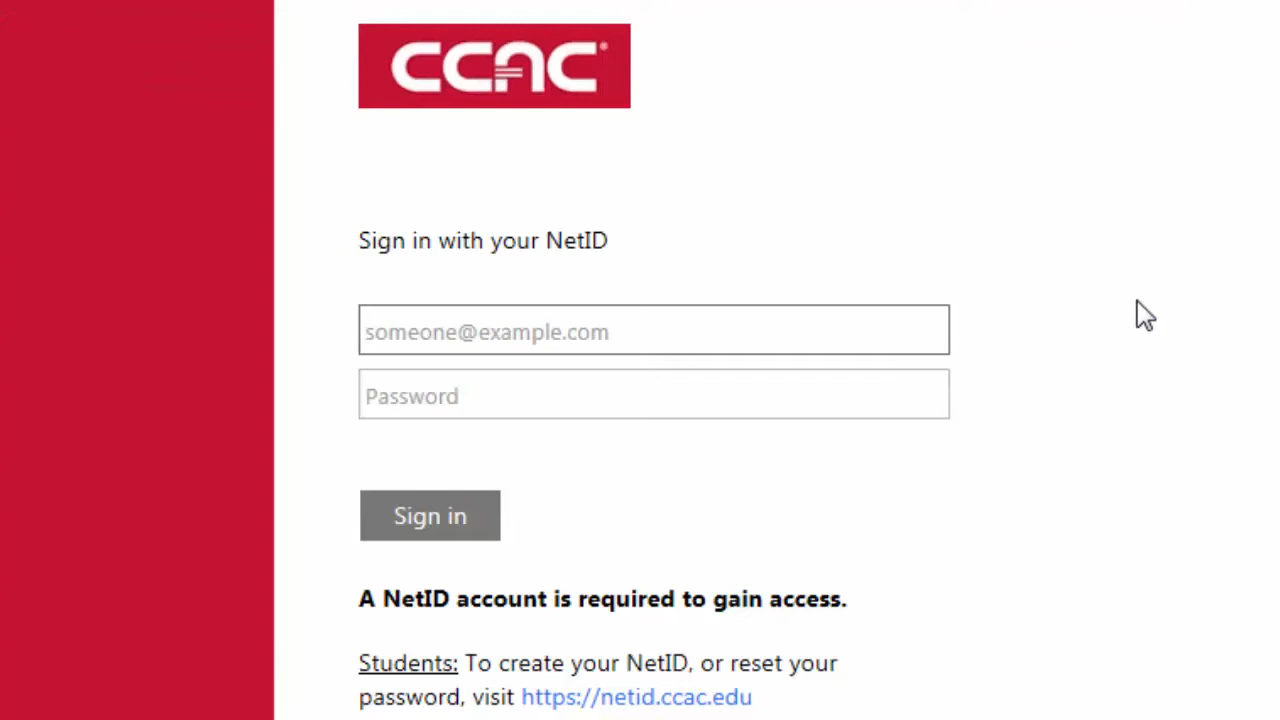 CCAC®
Sign in with your NetID
someone@example.com
Password
Sign in
A NetID account is required to gain access.
Students: To create your NetID, or reset your
password, visit https://netid.ccac.edu